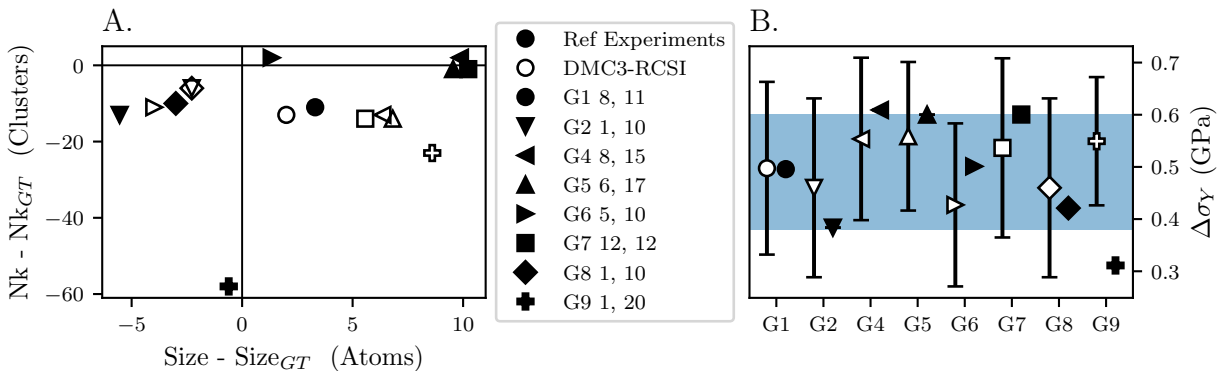 A.
Nk - Nk_GT (Clusters)
0
−20
−40
−60
−5
0
5
10
Size - Size_GT (Atoms)
Ref Experiments
DMC3-RCSI
G1 8, 11
G2 1, 10
G4 8, 15
G5 6, 17
G6 5, 10
G7 12, 12
G8 1, 10
G9 1, 20
B.
0.7
0.6
0.5
0.4
0.3
Δσ_Y (GPa)
G1
G2
G4
G5
G6
G7
G8
G9